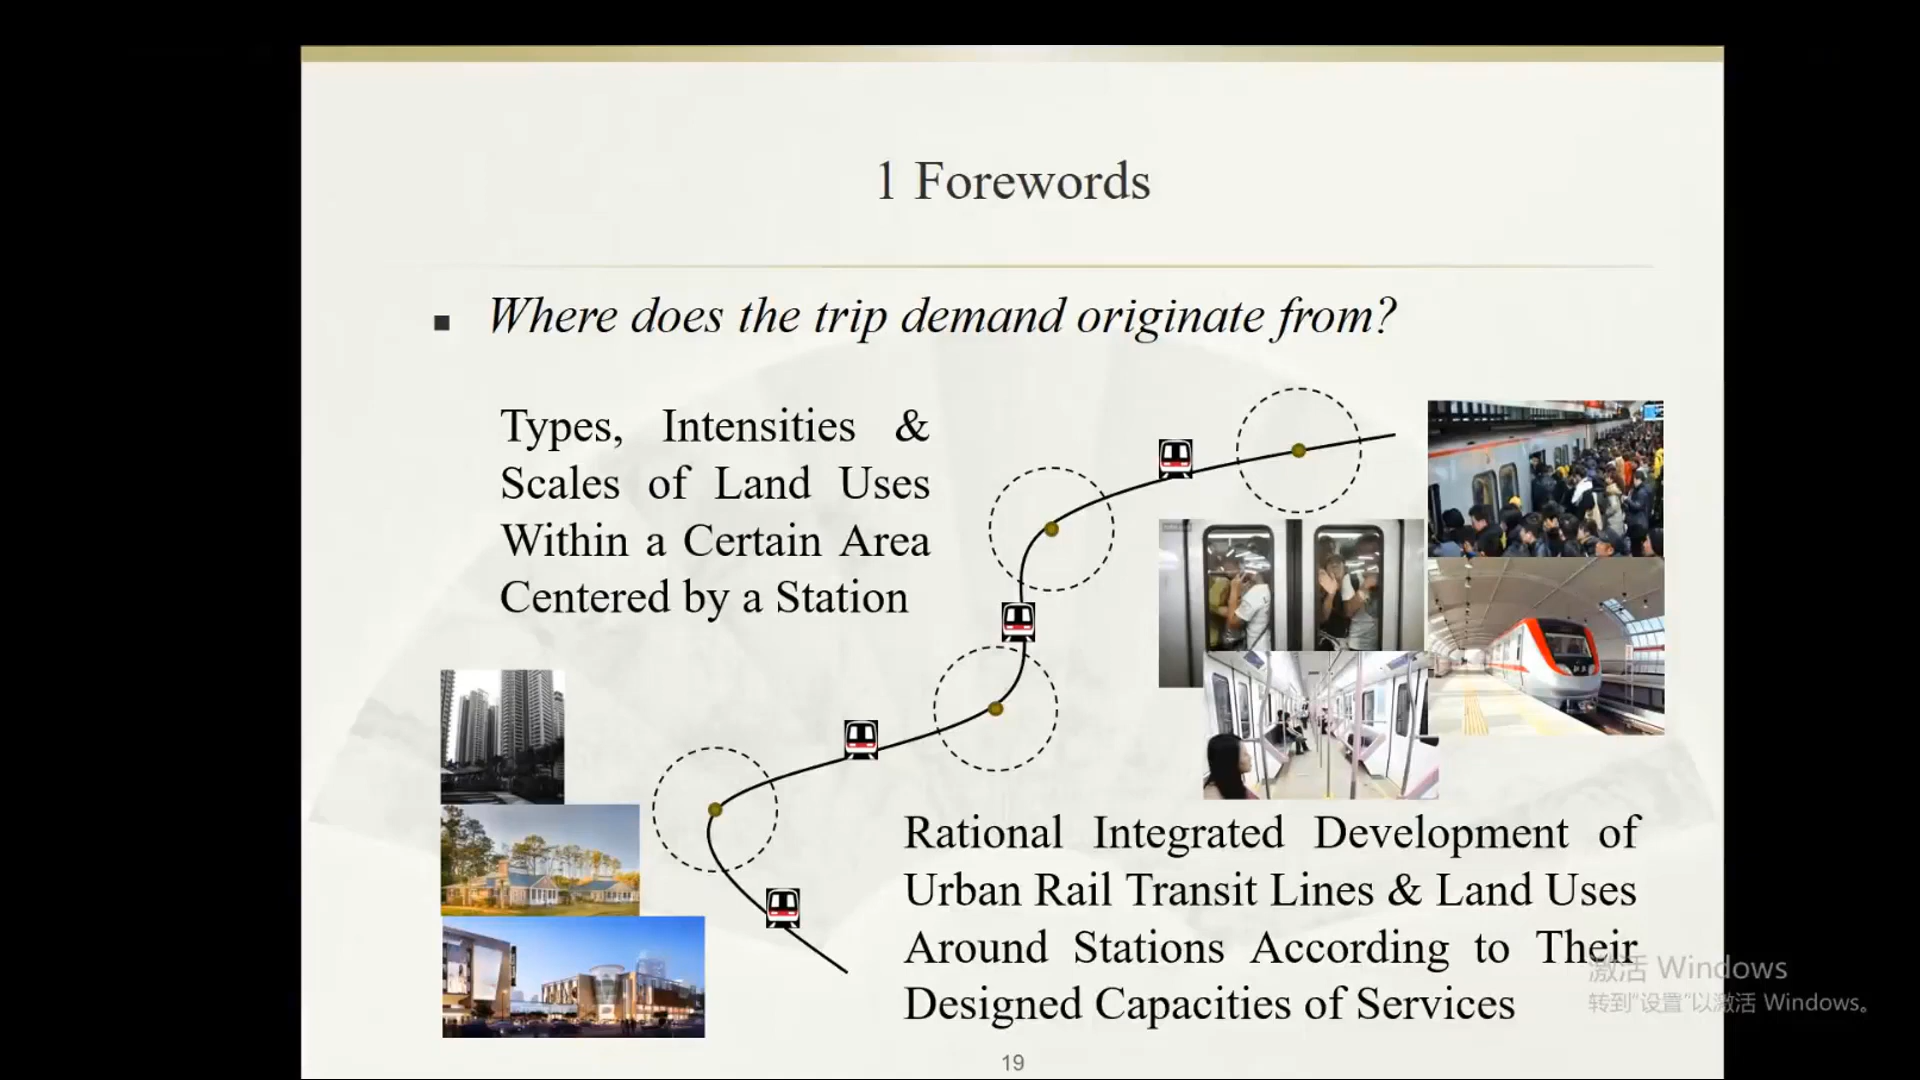 1 Forewords
Where does the trip demand originate from?
Types, Intensities &
Scales of Land Uses
Within a Certain Area
Centered by a Station
Rational Integrated Development of
Urban Rail Transit Lines & Land Uses
Around Stations According to Their
Designed Capacities of Services
激活 Windows
转到“设置”以激活 Windows。
19